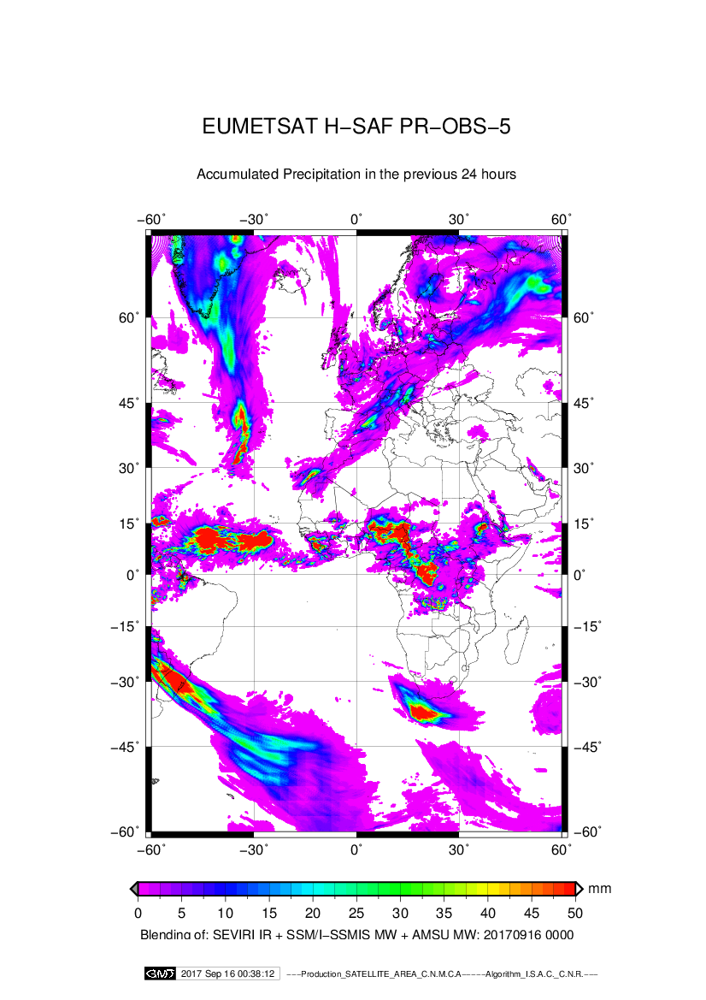 EUMETSAT H−SAF PR−OBS−5
Accumulated Precipitation in the previous 24 hours
−60˚ −30˚ 0˚ 30˚ 60˚
60˚ 60˚
45˚ 45˚
30˚ 30˚
15˚ 15˚
0˚ 0˚
−15˚ −15˚
−30˚ −30˚
−45˚ −45˚
−60˚ −60˚
−60˚ −30˚ 0˚ 30˚ 60˚
mm
0 5 10 15 20 25 30 35 40 45 50
Blending of: SEVIRI IR + SSM/I−SSMIS MW + AMSU MW: 20170916 0000
GMT 2017 Sep 16 00:38:12 −−−Production_SATELLITE_AREA_C.N.M.C.A−−−−−Algorithm_I.S.A.C._C.N.R.−−−